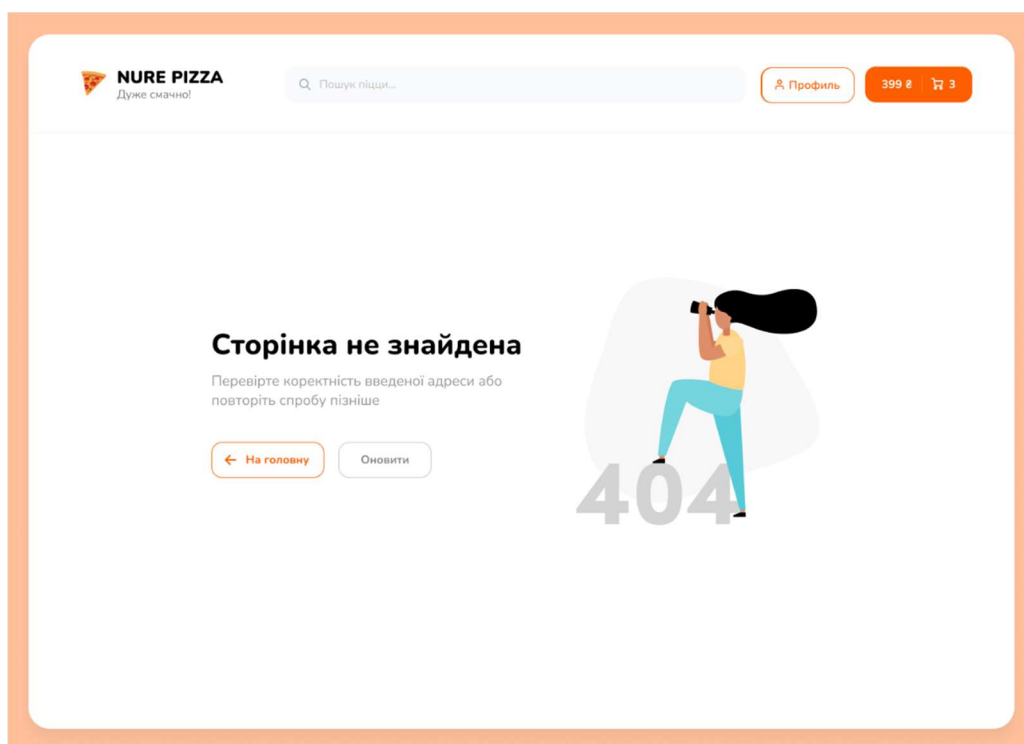 NURE PIZZA
Дуже смачно!
Пошук піцци...
Профиль
399 ₴
3
Сторінка не знайдена
Перевірте коректність введеної адреси або
повторіть спробу пізніше
На головну
Оновити
404